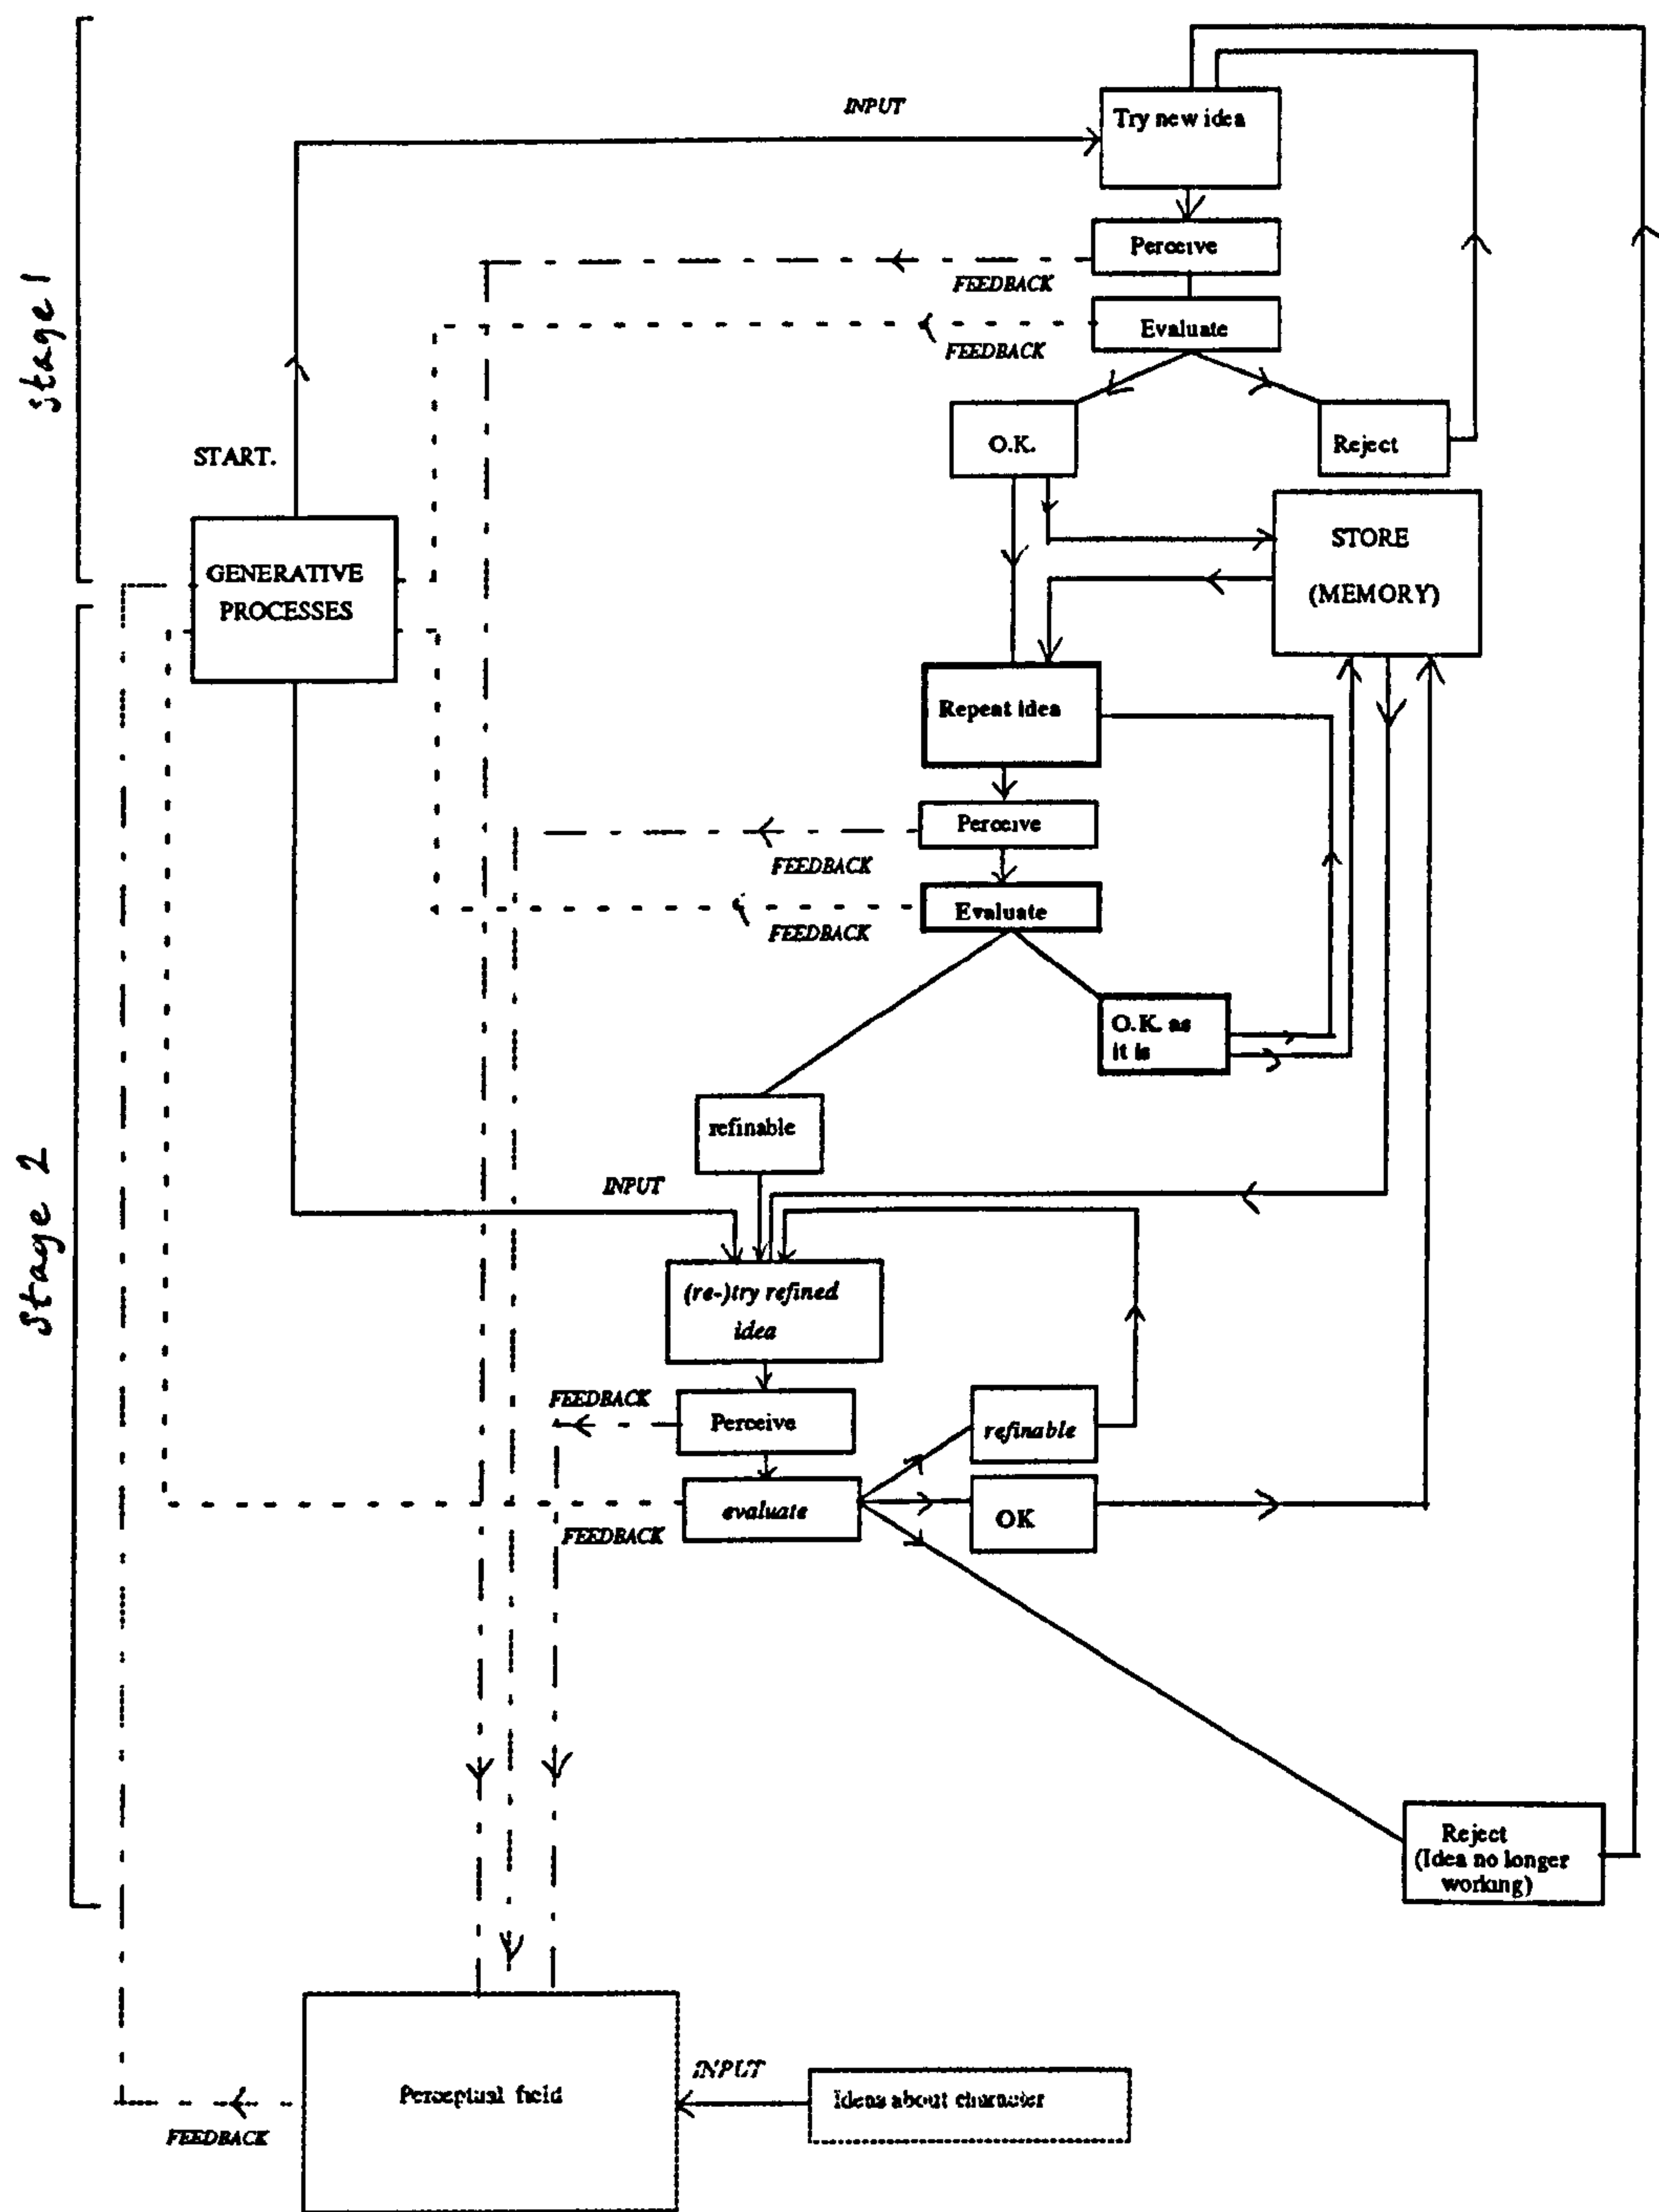 INPUT
Try new idea
Perceive
FEEDBACK
Evaluate
FEEDBACK
stage 1
O.K.
Reject
START.
STORE
(MEMORY)
GENERATIVE
PROCESSES
Repeat idea
Perceive
FEEDBACK
Evaluate
FEEDBACK
O.K. as
it is
refinable
stage 2
INPUT
(re-)try refined
idea
FEEDBACK
Perceive
refinable
evaluate
OK
FEEDBACK
Reject
(Idea no longer
working)
INPUT
Perceptual field
Ideas about character
FEEDBACK